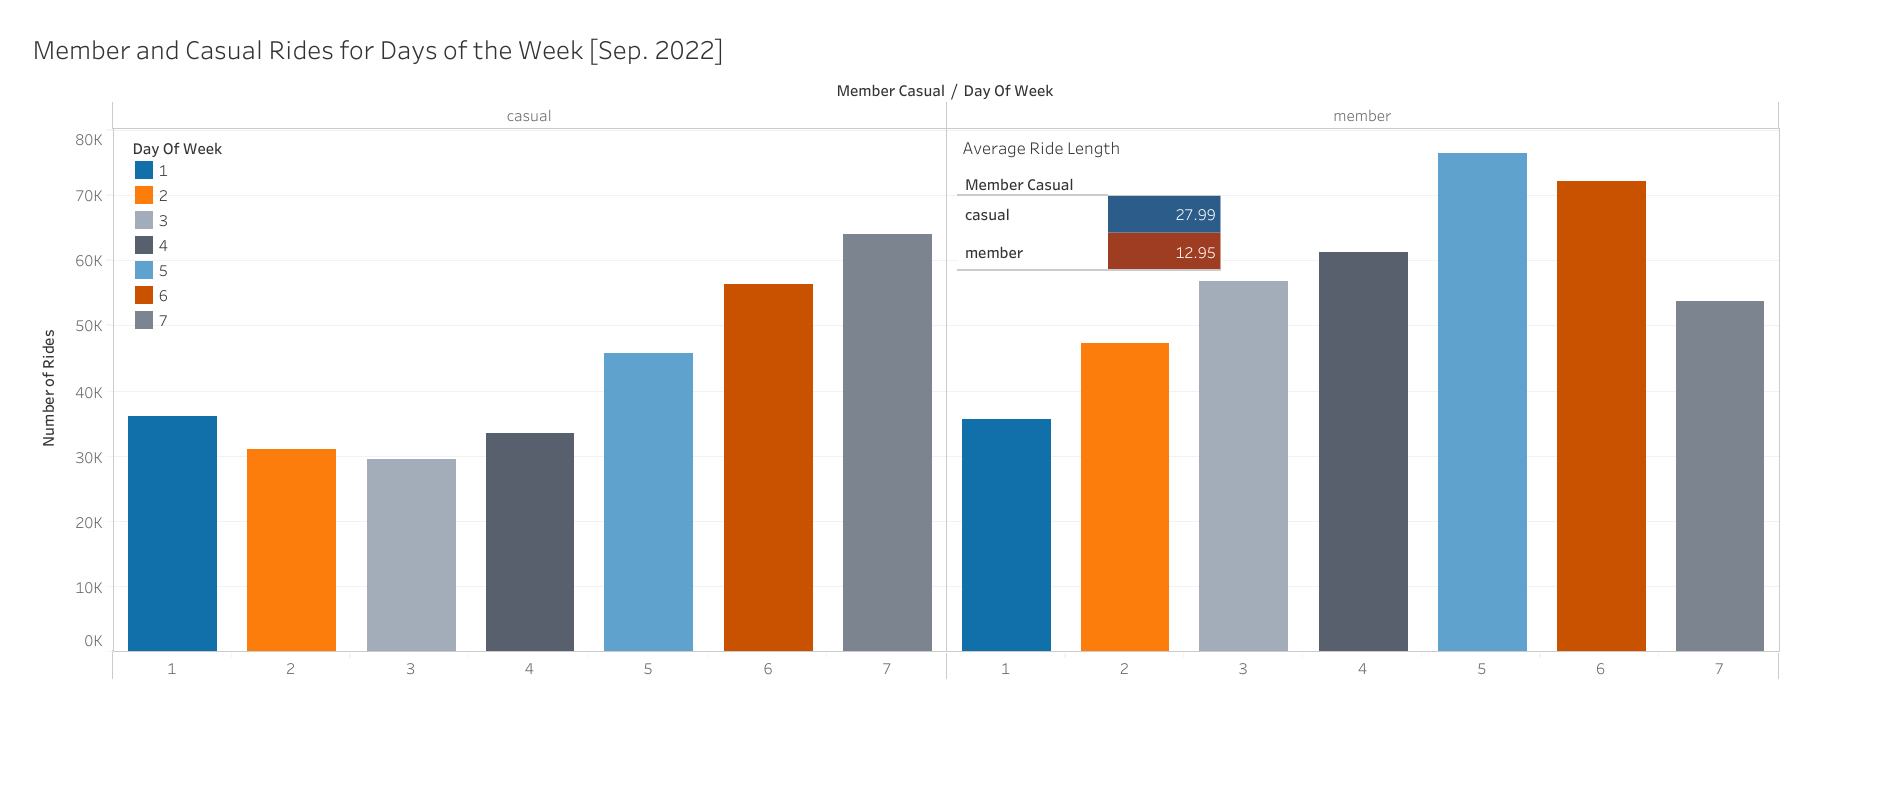 Member and Casual Rides for Days of the Week [Sep. 2022]
Member Casual / Day Of Week
casual
member
Number of Rides
80K
70K
60K
50K
40K
30K
20K
10K
0K
Day Of Week
1
2
3
4
5
6
7
Average Ride Length
Member Casual
casual 27.99
member 12.95
1 2 3 4 5 6 7
1 2 3 4 5 6 7